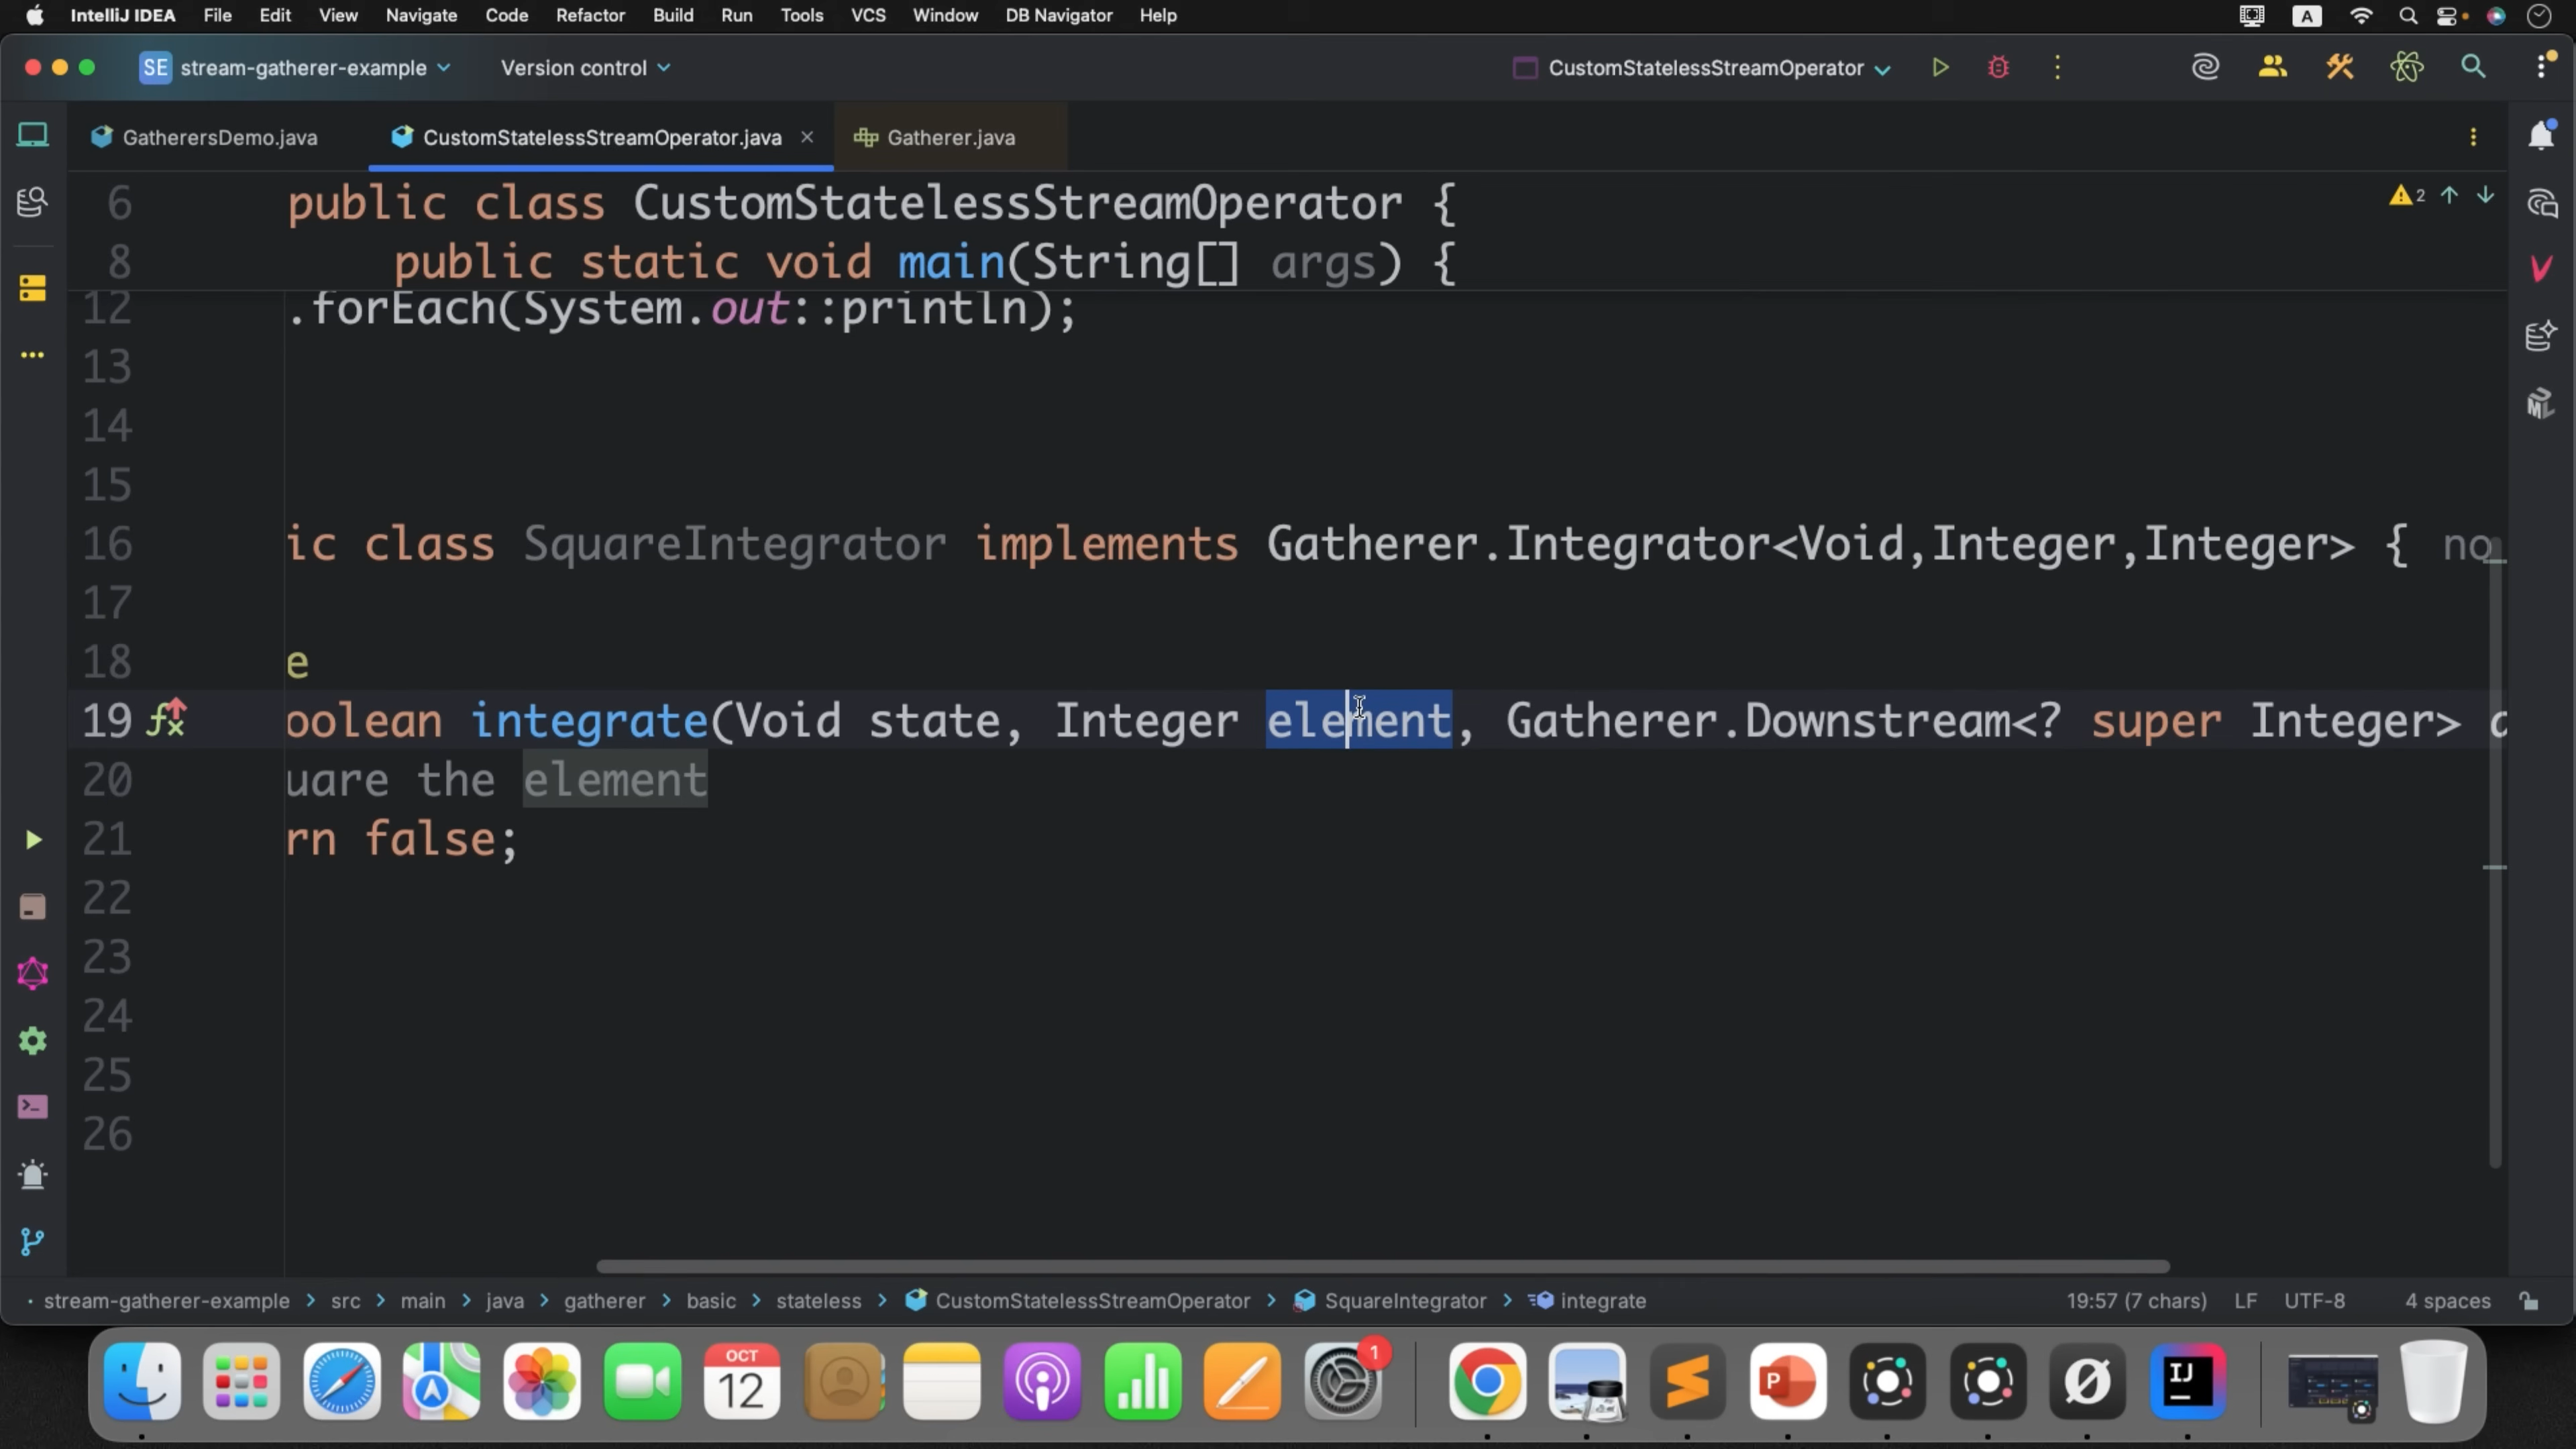 IntelliJ IDEA File Edit View Navigate Code Refactor Build Run Tools VCS Window DB Navigator Help A
SE stream-gatherer-example Version control CustomStatelessStreamOperator
GatherersDemo.java CustomStatelessStreamOperator.java Gatherer.java
6 public class CustomStatelessStreamOperator { 2
8 public static void main(String[] args) {
12 .forEach(System.out::println);
13
14
15
16 ic class SquareIntegrator implements Gatherer.Integrator<Void,Integer,Integer> { no
17
18 e
19 oolean integrate(Void state, Integer element, Gatherer.Downstream<? super Integer>
20 uare the element
21 rn false;
22
23
24
25
26
stream-gatherer-example > src > main > java > gatherer > basic > stateless > CustomStatelessStreamOperator > SquareIntegrator > integrate 19:57 (7 chars) LF UTF-8 4 spaces
OCT
12
1
P
IJ